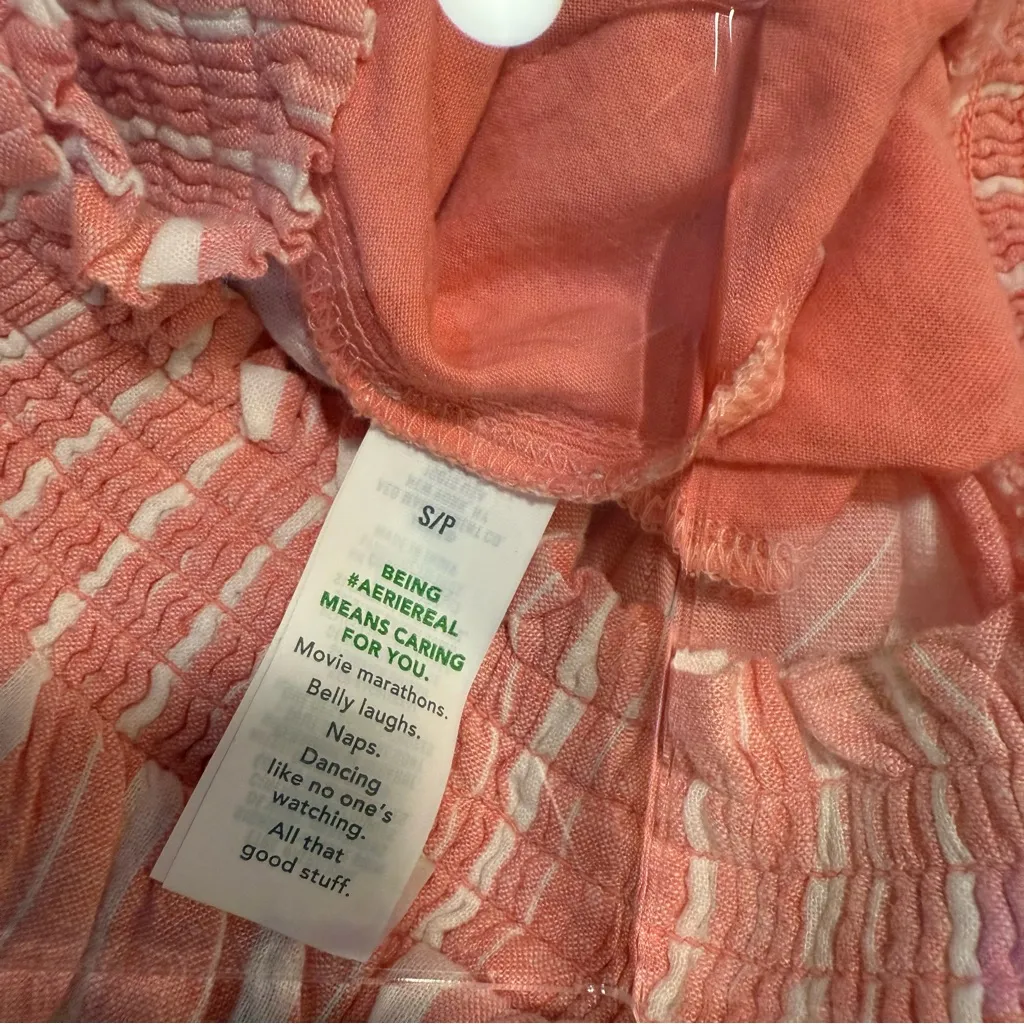 S/P
BEING
#AERIEREAL
MEANS CARING
FOR YOU.
Movie marathons.
Belly laughs.
Naps.
Dancing
like no one's
watching.
All that
good stuff.